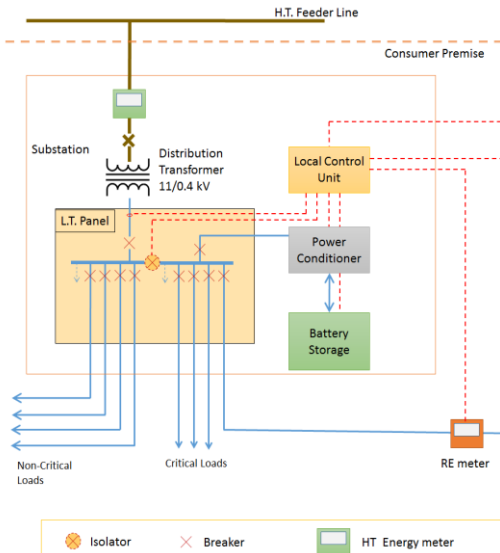 H.T. Feeder Line
Consumer Premise
Substation
Distribution
Transformer
11/0.4 kV
Local Control
Unit
L.T. Panel
Power
Conditioner
Battery
Storage
Non-Critical
Loads
Critical Loads
RE meter
Isolator
Breaker
HT Energy meter